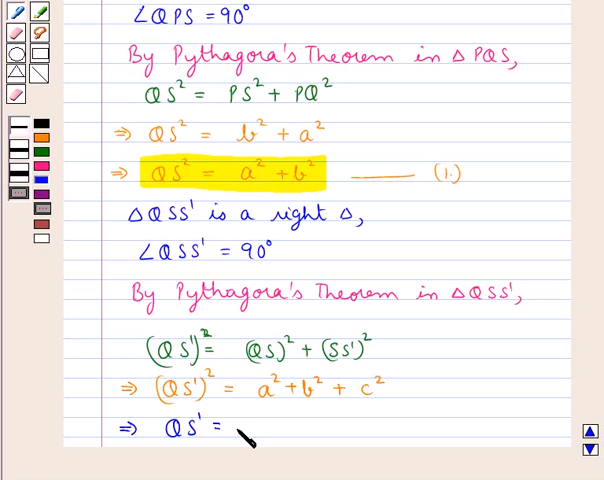 ∠QPS = 90°
By Pythagora's Theorem in △ PQS,
QS² = PS² + PQ²
⇒ QS² = b² + a²
⇒ QS² = a² + b² ——— (1.)
△QSS' is a right △,
∠QSS' = 90°
By Pythagora's Theorem in △QSS',
(QS')² = (QS)² + (SS')²
⇒ (QS')² = a² + b² + c²
⇒ QS' =